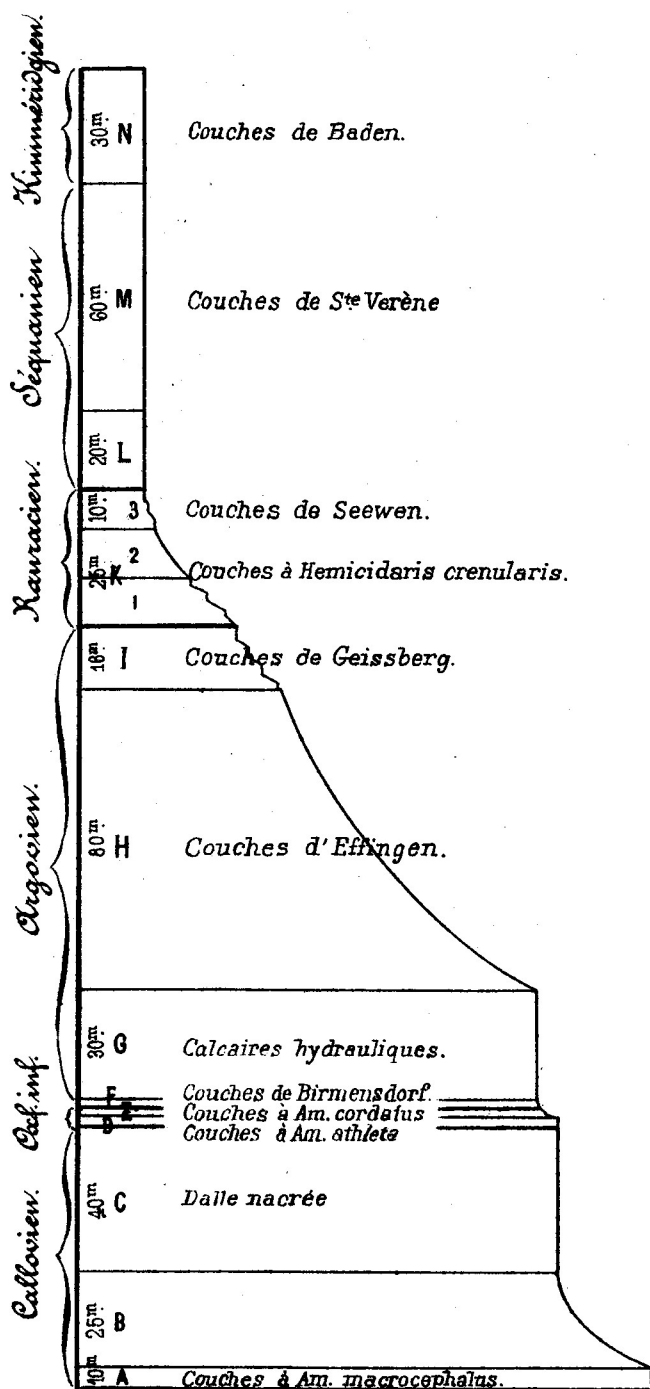 Kimméridgien.
30m. N Couches de Baden.
Séquanien
60m. M Couches de Ste Verène
20m. L
Rauracien.
10m. 3 Couches de Seewen.
2
25m. K Couches à Hemicidaris crenularis.
1
Argovien.
I Couches de Geissberg.
80m. H Couches d'Effingen.
30m. G Calcaires hydrauliques.
Oxf. inf.
F Couches de Birmensdorf.
E Couches à Am. cordatus
D Couches à Am. athleta
Callovien.
40m C Dalle nacrée
25m B
10m A Couches à Am. macrocephalus.